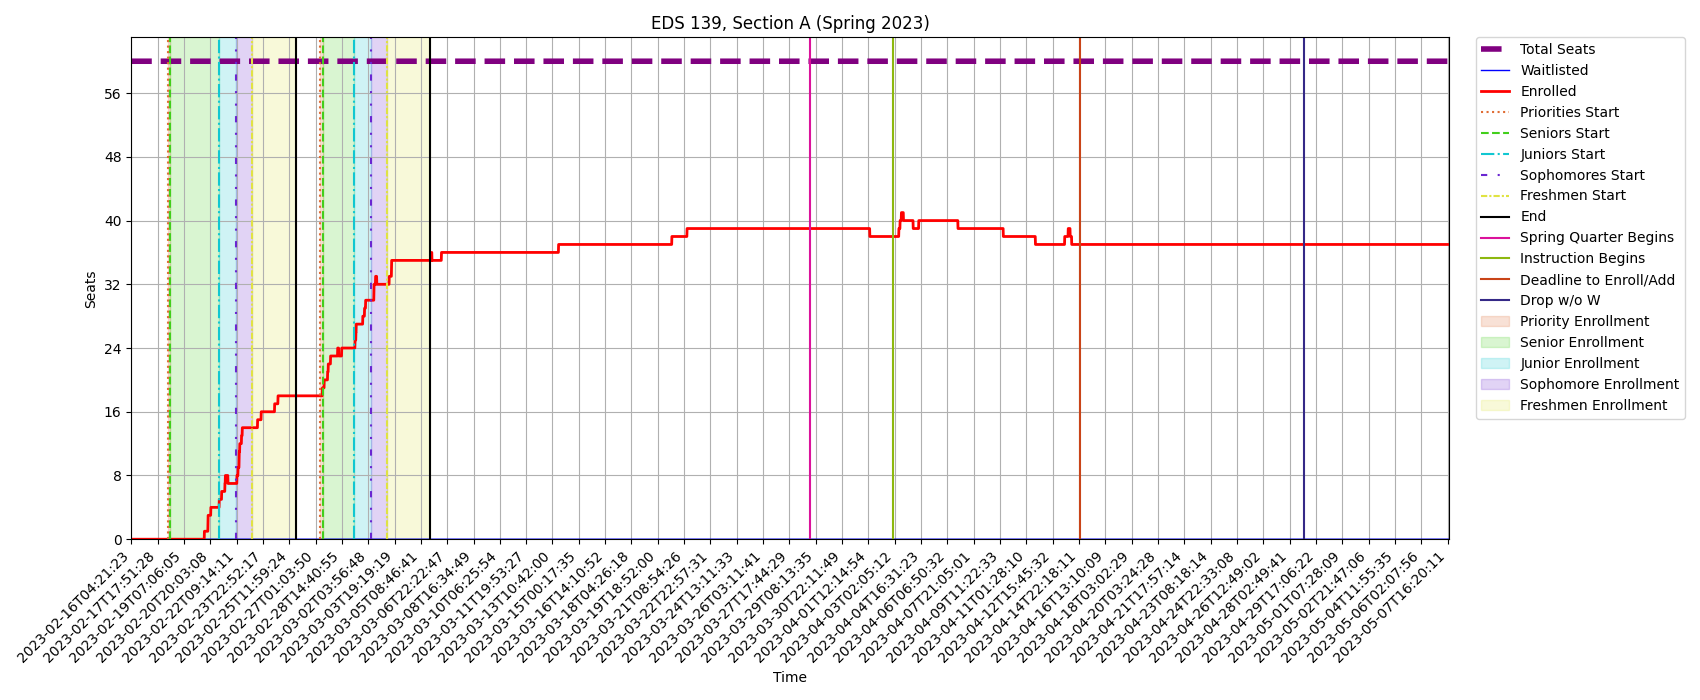 EDS 139, Section A (Spring 2023)
Seats
56
48
40
32
24
16
8
0
2023-02-16T04:21:23
2023-02-17T17:51:28
2023-02-19T07:06:05
2023-02-20T20:03:08
2023-02-22T09:14:11
2023-02-23T22:52:17
2023-02-25T11:59:24
2023-02-27T01:03:50
2023-02-28T14:40:55
2023-03-02T03:56:48
2023-03-03T19:19:19
2023-03-05T08:46:41
2023-03-06T22:22:47
2023-03-08T16:34:49
2023-03-10T06:25:54
2023-03-11T19:53:27
2023-03-13T10:42:00
2023-03-15T00:17:35
2023-03-16T14:10:52
2023-03-18T04:26:18
2023-03-19T18:52:00
2023-03-21T08:54:26
2023-03-22T22:57:31
2023-03-24T13:11:33
2023-03-26T03:11:41
2023-03-27T17:44:29
2023-03-29T08:13:35
2023-03-30T22:11:49
2023-04-01T12:14:54
2023-04-03T02:05:12
2023-04-04T16:31:23
2023-04-06T06:50:32
2023-04-07T21:05:01
2023-04-09T11:22:33
2023-04-11T01:28:10
2023-04-12T15:45:32
2023-04-14T22:18:11
2023-04-16T13:10:09
2023-04-18T03:02:29
2023-04-20T03:24:28
2023-04-21T17:57:14
2023-04-23T08:18:14
2023-04-24T22:33:08
2023-04-26T12:49:02
2023-04-28T02:49:41
2023-04-29T17:06:22
2023-05-01T07:28:09
2023-05-02T21:47:06
2023-05-04T11:55:35
2023-05-06T02:07:56
2023-05-07T16:20:11
Time
Total Seats
Waitlisted
Enrolled
Priorities Start
Seniors Start
Juniors Start
Sophomores Start
Freshmen Start
End
Spring Quarter Begins
Instruction Begins
Deadline to Enroll/Add
Drop w/o W
Priority Enrollment
Senior Enrollment
Junior Enrollment
Sophomore Enrollment
Freshmen Enrollment